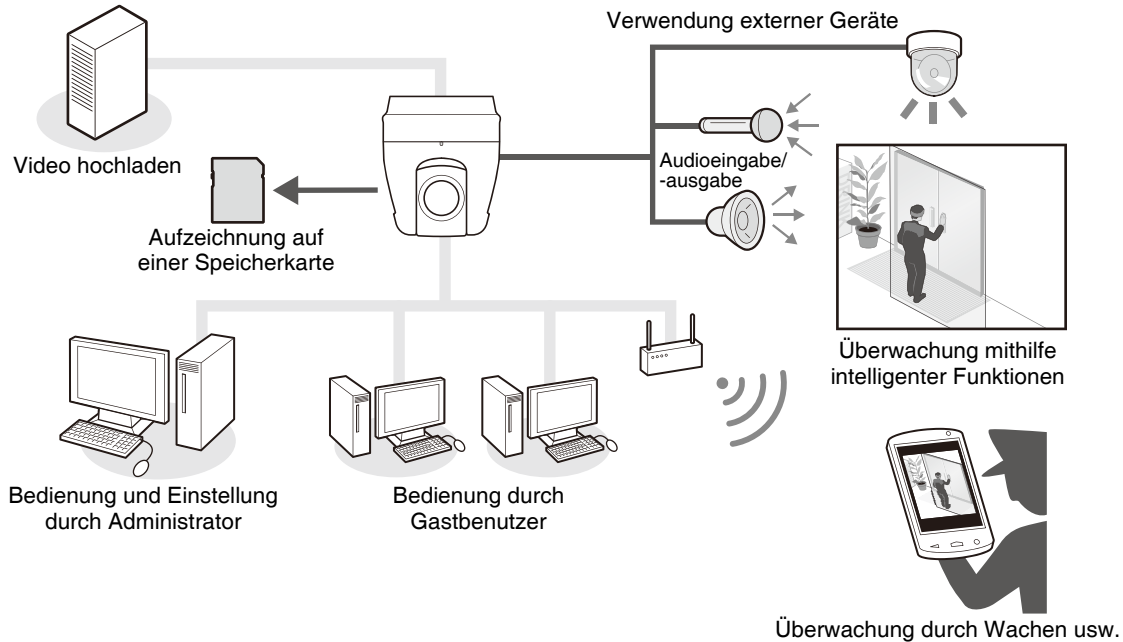 Verwendung externer Geräte
Video hochladen
Audioeingabe/
-ausgabe
Aufzeichnung auf
einer Speicherkarte
Überwachung mithilfe
intelligenter Funktionen
Bedienung und Einstellung
durch Administrator
Bedienung durch
Gastbenutzer
Überwachung durch Wachen usw.